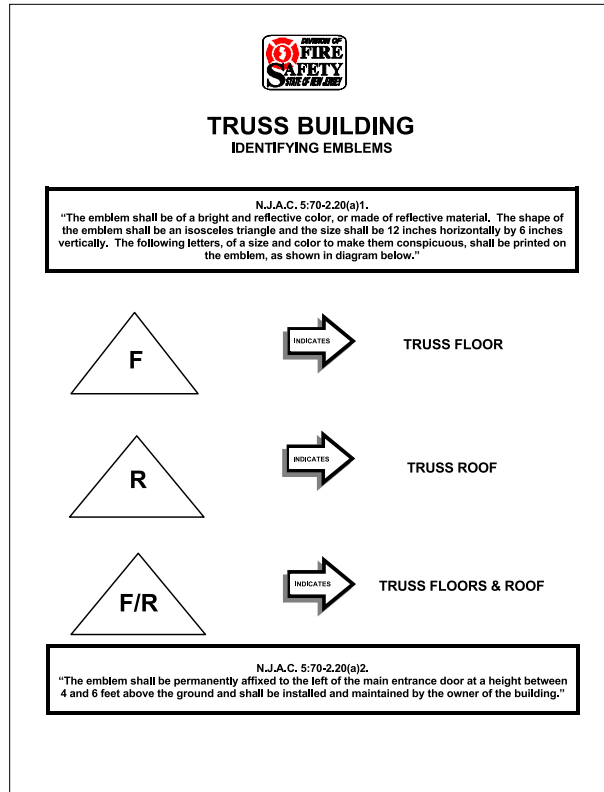 DIVISION OF
FIRE
SAFETY
STATE OF NEW JERSEY
TRUSS BUILDING
IDENTIFYING EMBLEMS
N.J.A.C. 5:70-2.20(a)1.
“The emblem shall be of a bright and reflective color, or made of reflective material.  The shape of
the emblem shall be an isosceles triangle and the size shall be 12 inches horizontally by 6 inches
vertically.  The following letters, of a size and color to make them conspicuous, shall be printed on
the emblem, as shown in diagram below.”
F
INDICATES
TRUSS FLOOR
R
INDICATES
TRUSS ROOF
F/R
INDICATES
TRUSS FLOORS & ROOF
N.J.A.C. 5:70-2.20(a)2.
“The emblem shall be permanently affixed to the left of the main entrance door at a height between
4 and 6 feet above the ground and shall be installed and maintained by the owner of the building.”